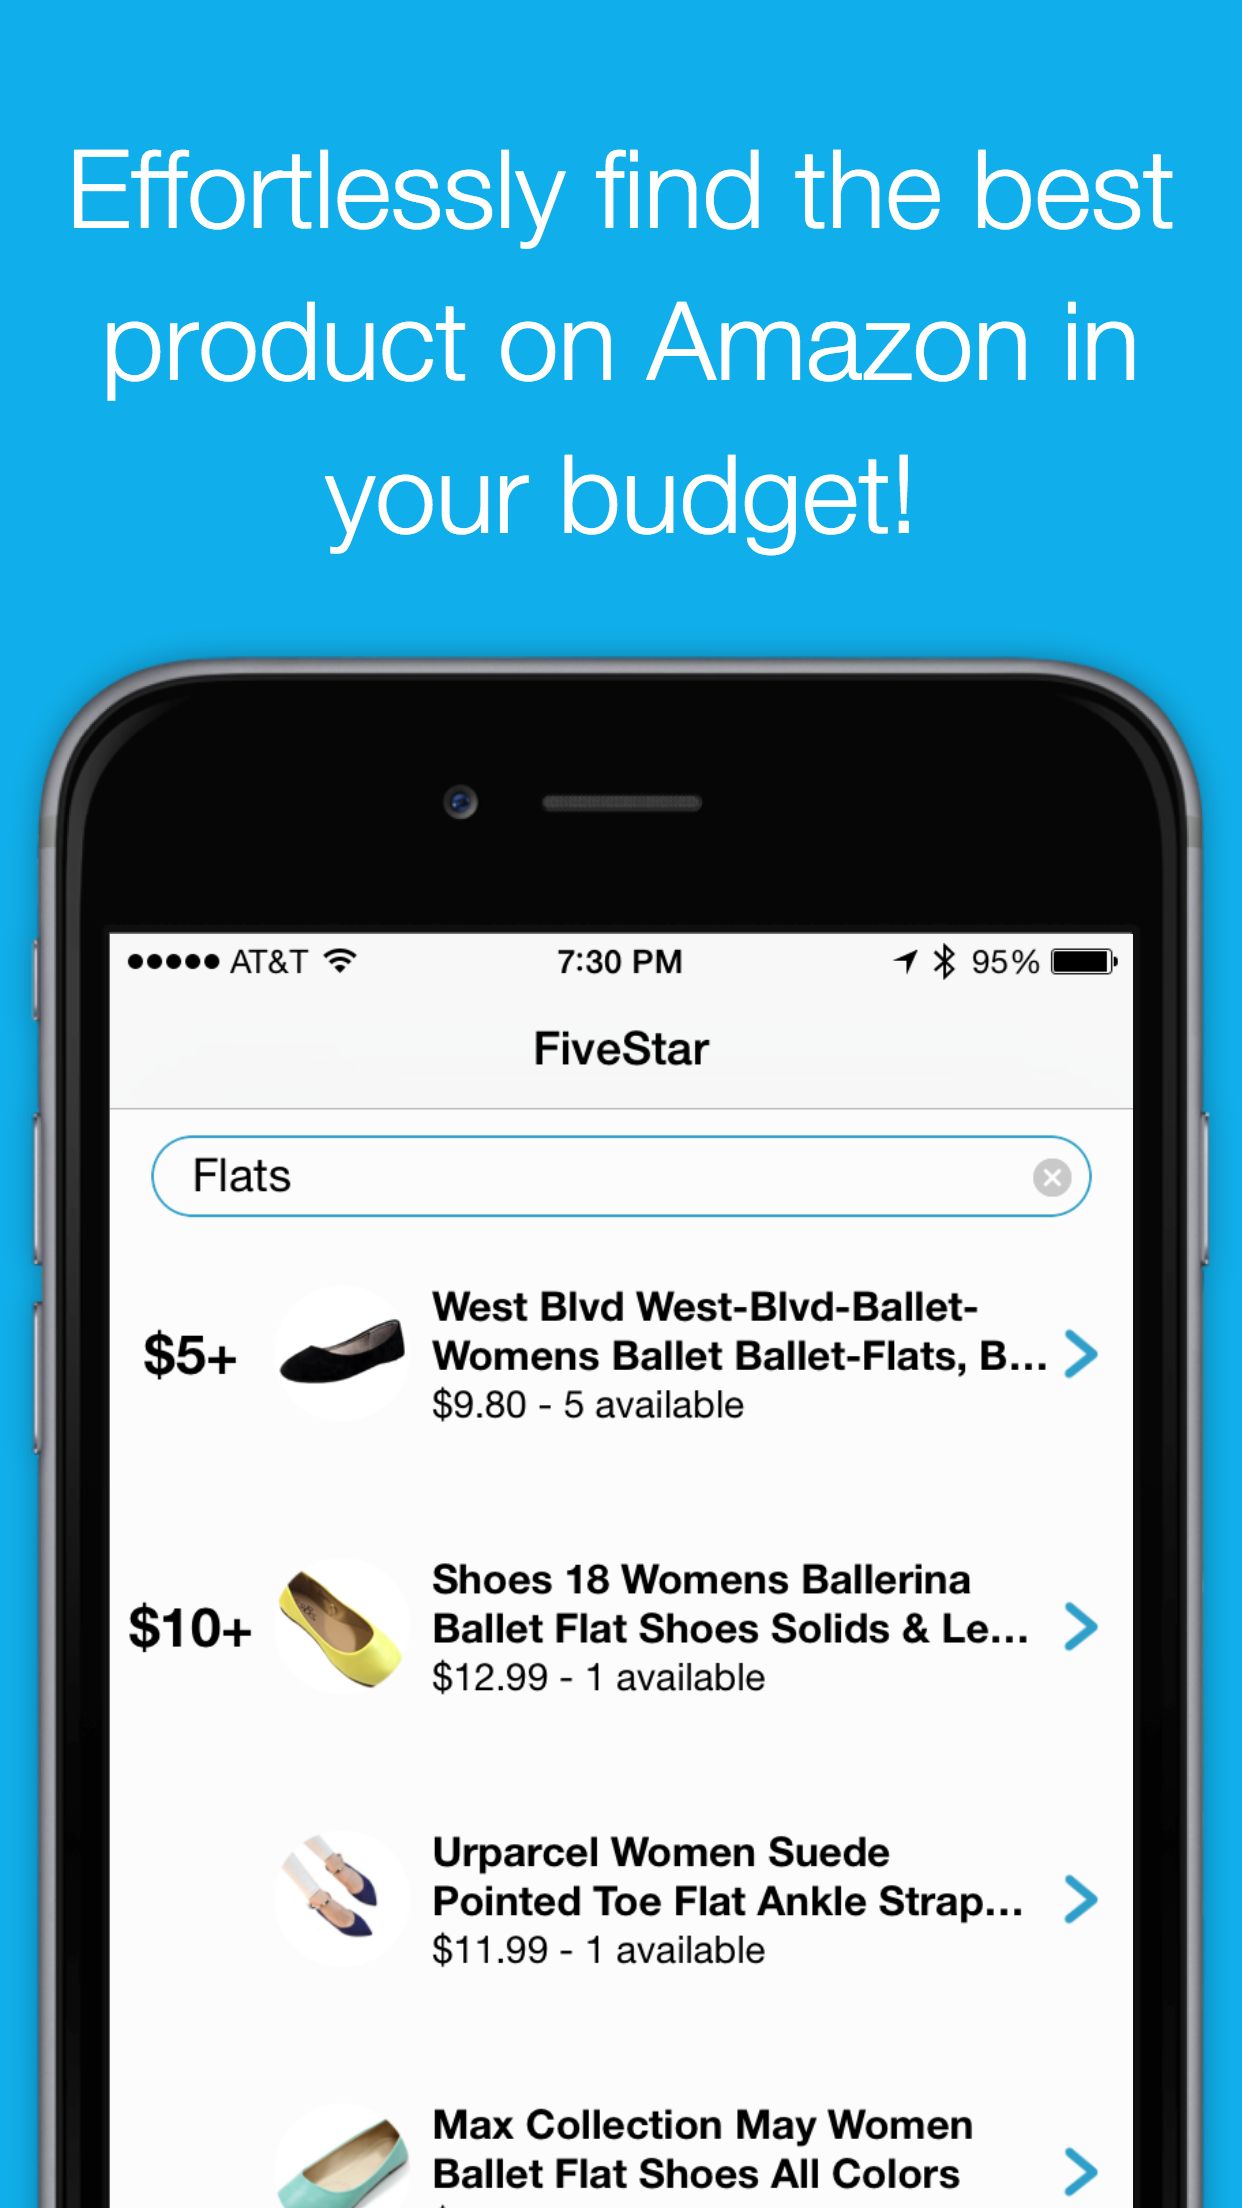 Effortlessly find the best
product on Amazon in
your budget!
AT&T 7:30 PM 95%
FiveStar
Flats
$5+
West Blvd West-Blvd-Ballet-
Womens Ballet Ballet-Flats, B...
$9.80 - 5 available
$10+
Shoes 18 Womens Ballerina
Ballet Flat Shoes Solids & Le...
$12.99 - 1 available
Urparcel Women Suede
Pointed Toe Flat Ankle Strap...
$11.99 - 1 available
Max Collection May Women
Ballet Flat Shoes All Colors